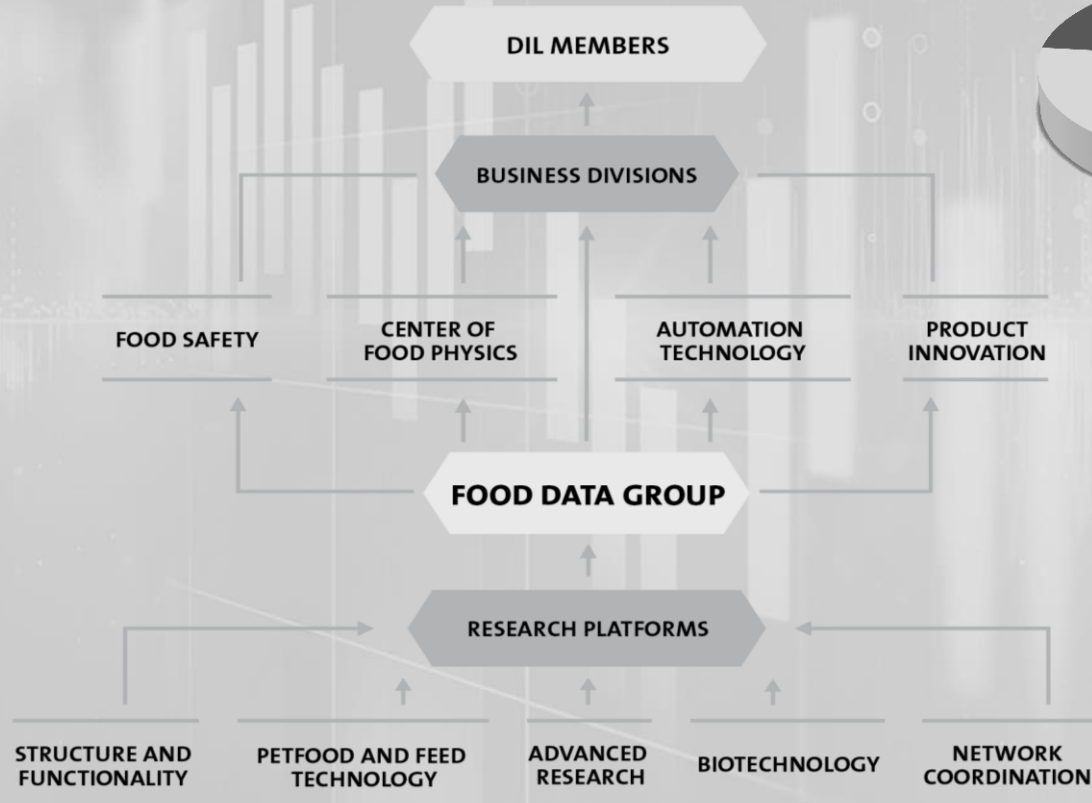 DIL MEMBERS
BUSINESS DIVISIONS
FOOD SAFETY
CENTER OF
FOOD PHYSICS
AUTOMATION
TECHNOLOGY
PRODUCT
INNOVATION
FOOD DATA GROUP
RESEARCH PLATFORMS
STRUCTURE AND
FUNCTIONALITY
PETFOOD AND FEED
TECHNOLOGY
ADVANCED
RESEARCH
BIOTECHNOLOGY
NETWORK
COORDINATION